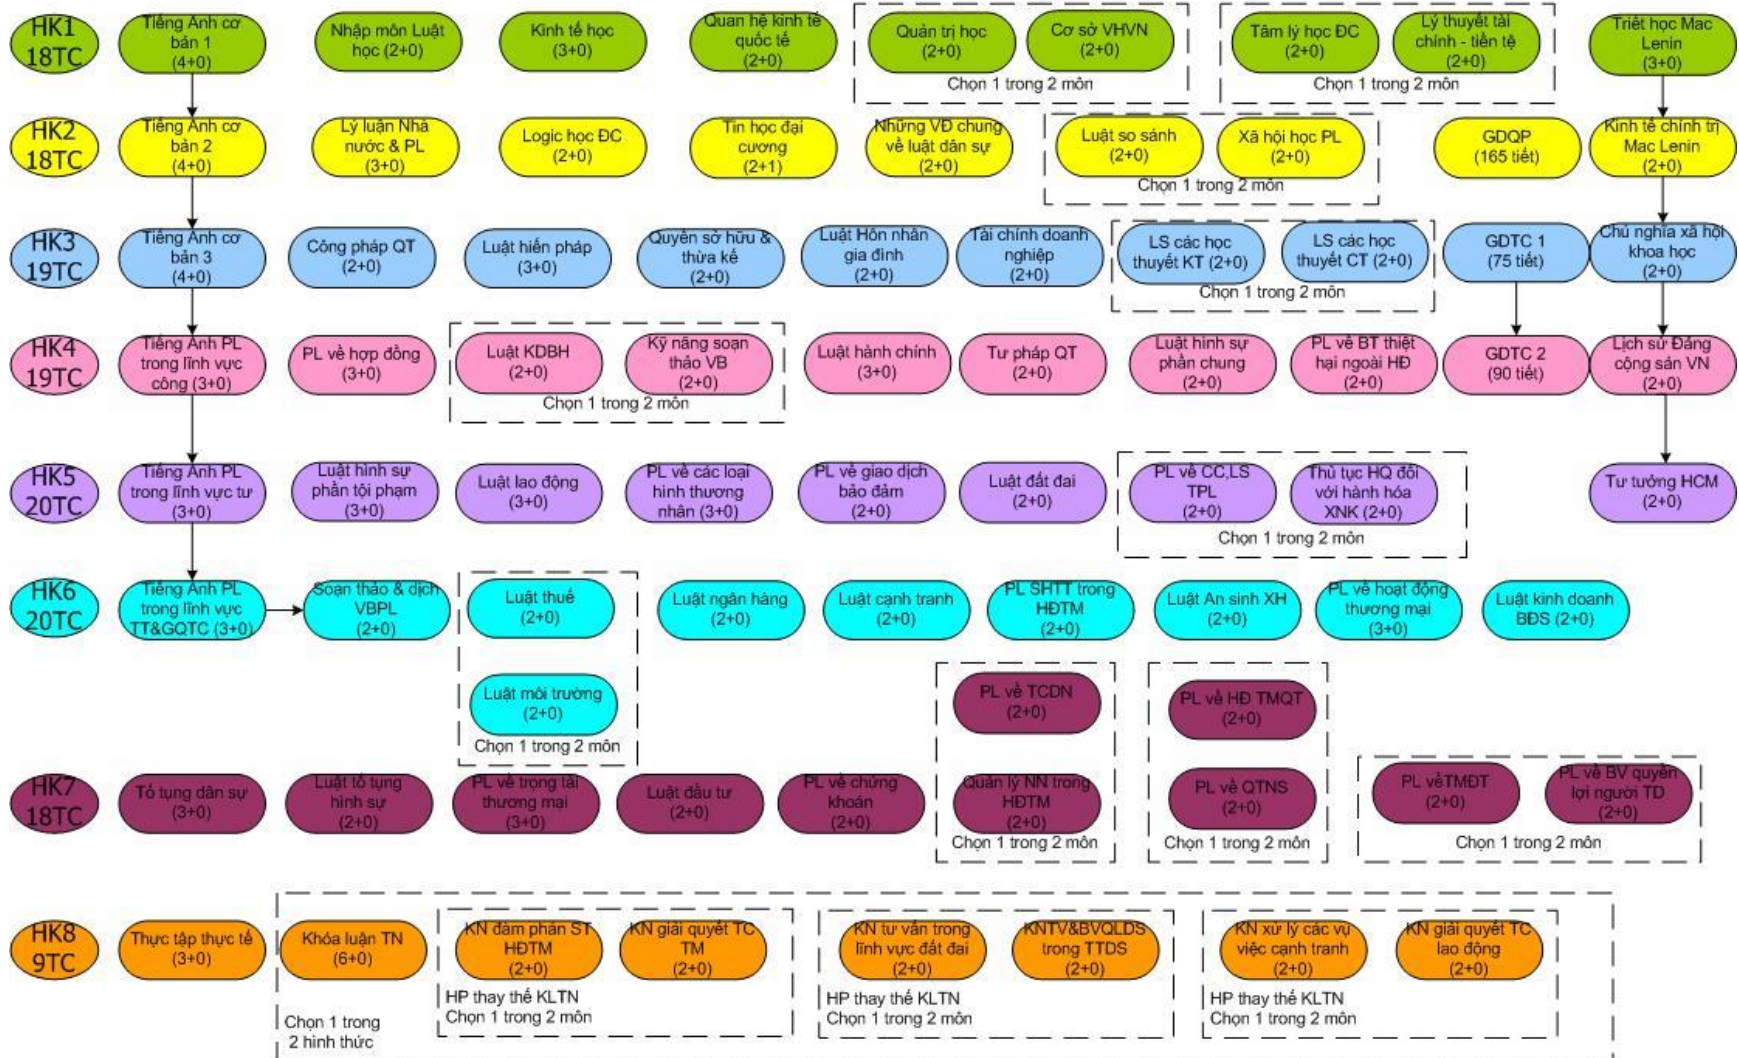 HK1
18TC
Tiếng Anh cơ
bản 1
(4+0)
Nhập môn Luật
học (2+0)
Kinh tế học
(3+0)
Quan hệ kinh tế
quốc tế
(2+0)
Quản trị học
(2+0)
Cơ sở VHVN
(2+0)
Chọn 1 trong 2 môn
Tâm lý học ĐC
(2+0)
Lý thuyết tài
chính - tiền tệ
(2+0)
Chọn 1 trong 2 môn
Triết học Mac
Lenin
(3+0)
HK2
18TC
Tiếng Anh cơ
bản 2
(4+0)
Lý luận Nhà
nước & PL
(3+0)
Logic học ĐC
(2+0)
Tin học đại
cương
(2+1)
Những VĐ chung
về luật dân sự
(2+0)
Luật so sánh
(2+0)
Xã hội học PL
(2+0)
Chọn 1 trong 2 môn
GDQP
(165 tiết)
Kinh tế chính trị
Mac Lenin
(2+0)
HK3
19TC
Tiếng Anh cơ
bản 3
(4+0)
Công pháp QT
(2+0)
Luật hiến pháp
(3+0)
Quyền sở hữu &
thừa kế
(2+0)
Luật Hôn nhân
gia đình
(2+0)
Tài chính doanh
nghiệp
(2+0)
LS các học
thuyết KT (2+0)
LS các học
thuyết CT (2+0)
Chọn 1 trong 2 môn
GDTC 1
(75 tiết)
Chủ nghĩa xã hội
khoa học
(2+0)
HK4
19TC
Tiếng Anh PL
trong lĩnh vực
công (3+0)
PL về hợp đồng
(3+0)
Luật KDBH
(2+0)
Kỹ năng soạn
thảo VB
(2+0)
Chọn 1 trong 2 môn
Luật hành chính
(3+0)
Tư pháp QT
(2+0)
Luật hình sự
phần chung
(2+0)
PL về BT thiệt
hại ngoài HĐ
(2+0)
GDTC 2
(90 tiết)
Lịch sử Đảng
cộng sản VN
(2+0)
HK5
20TC
Tiếng Anh PL
trong lĩnh vực tư
(3+0)
Luật hình sự
phần tội phạm
(3+0)
Luật lao động
(3+0)
PL về các loại
hình thương
nhân (3+0)
PL về giao dịch
bảo đảm
(2+0)
Luật đất đai
(2+0)
PL về CC,LS
TPL
(2+0)
Thủ tục HQ đối
với hành hóa
XNK (2+0)
Chọn 1 trong 2 môn
Tư tưởng HCM
(2+0)
HK6
20TC
Tiếng Anh PL
trong lĩnh vực
TT&GQTC (3+0)
Soạn thảo & dịch
VBPL
(2+0)
Luật thuế
(2+0)
Luật ngân hàng
(2+0)
Luật cạnh tranh
(2+0)
PL SHTT trong
HĐTM
(2+0)
Luật An sinh XH
(2+0)
PL về hoạt động
thương mại
(3+0)
Luật kinh doanh
BĐS (2+0)
Luật môi trường
(2+0)
Chọn 1 trong 2 môn
PL về TCDN
(2+0)
PL về HĐ TMQT
(2+0)
HK7
18TC
Tố tụng dân sự
(3+0)
Luật tố tụng
hình sự
(2+0)
PL về trọng tài
thương mại
(3+0)
Luật đầu tư
(2+0)
PL về chứng
khoán
(2+0)
Quản lý NN trong
HĐTM
(2+0)
Chọn 1 trong 2 môn
PL về QTNS
(2+0)
Chọn 1 trong 2 môn
PL vềTMĐT
(2+0)
PL về BV quyền
lợi người TD
(2+0)
Chọn 1 trong 2 môn
HK8
9TC
Thực tập thực tế
(3+0)
Khóa luận TN
(6+0)
KN đàm phán ST
HĐTM
(2+0)
KN giải quyết TC
TM
(2+0)
HP thay thế KLTN
Chọn 1 trong 2 môn
KN tư vấn trong
lĩnh vực đất đai
(2+0)
KNTV&BVQLDS
trong TTDS
(2+0)
HP thay thế KLTN
Chọn 1 trong 2 môn
KN xử lý các vụ
việc cạnh tranh
(2+0)
KN giải quyết TC
lao động
(2+0)
HP thay thế KLTN
Chọn 1 trong 2 môn
Chọn 1 trong
2 hình thức